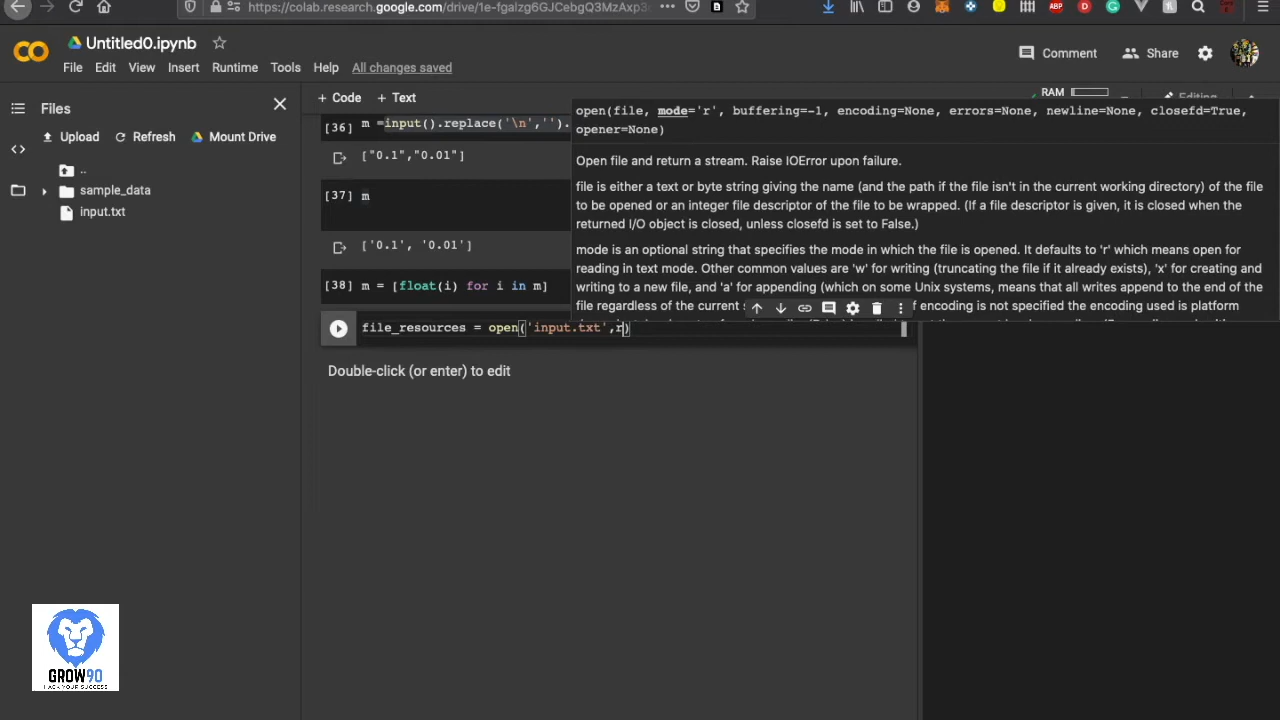 https://colab.research.google.com/drive/1e-fgalzg6GJCebgQ3MzAxp3
Untitled0.ipynb
File Edit View Insert Runtime Tools Help All changes saved
Comment Share
RAM
Editing
Files
Upload Refresh Mount Drive
..
sample_data
input.txt
+ Code + Text
[36] m =input().replace('\n','').
["0.1","0.01"]
[37] m
['0.1', '0.01']
[38] m = [float(i) for i in m]
file_resources = open('input.txt',r)
Double-click (or enter) to edit
open(file, mode='r', buffering=-1, encoding=None, errors=None, newline=None, closefd=True,
opener=None)
Open file and return a stream. Raise IOError upon failure.
file is either a text or byte string giving the name (and the path if the file isn't in the current working directory) of the file
to be opened or an integer file descriptor of the file to be wrapped. (If a file descriptor is given, it is closed when the
returned I/O object is closed, unless closefd is set to False.)
mode is an optional string that specifies the mode in which the file is opened. It defaults to 'r' which means open for
reading in text mode. Other common values are 'w' for writing (truncating the file if it already exists), 'x' for creating and
writing to a new file, and 'a' for appending (which on some Unix systems, means that all writes append to the end of the
file regardless of the current if encoding is not specified the encoding used is platform
GROW90
HACK YOUR SUCCESS